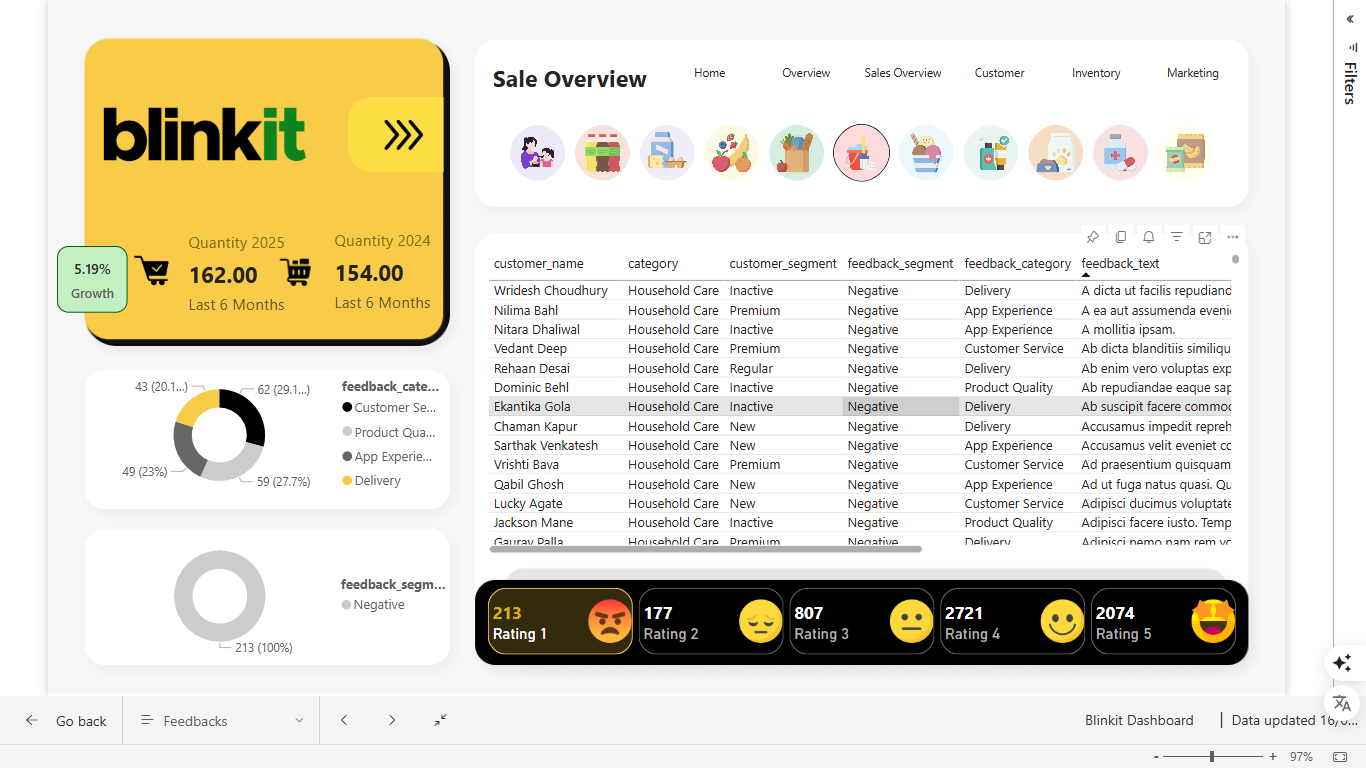 blinkit
Quantity 2025
162.00
Last 6 Months
Quantity 2024
154.00
Last 6 Months
5.19%
Growth
Sale Overview
Home
Overview
Sales Overview
Customer
Inventory
Marketing
Filters
43 (20.1...)
62 (29.1...)
49 (23%)
59 (27.7%)
feedback_cate...
Customer Se...
Product Qua...
App Experie...
Delivery
213 (100%)
feedback_segm...
Negative
customer_name category customer_segment feedback_segment feedback_category feedback_text
Wridesh Choudhury Household Care Inactive Negative Delivery A dicta ut facilis repudiand
Nilima Bahl Household Care Premium Negative App Experience A ea aut assumenda eveni
Nitara Dhaliwal Household Care Inactive Negative App Experience A mollitia ipsam.
Vedant Deep Household Care Premium Negative Customer Service Ab dicta blanditiis similiqu
Rehaan Desai Household Care Regular Negative Delivery Ab enim vero voluptas exp
Dominic Behl Household Care Inactive Negative Product Quality Ab repudiandae eaque sap
Ekantika Gola Household Care Inactive Negative Delivery Ab suscipit facere commod
Chaman Kapur Household Care New Negative Delivery Accusamus impedit repreh
Sarthak Venkatesh Household Care New Negative App Experience Accusamus velit eveniet co
Vrishti Bava Household Care Premium Negative Customer Service Ad praesentium quisquam
Qabil Ghosh Household Care New Negative App Experience Ad ut fuga natus quasi. Qu
Lucky Agate Household Care New Negative Customer Service Adipisci ducimus voluptate
Jackson Mane Household Care Inactive Negative Product Quality Adipisci facere iusto. Temp
Gaurav Palla Household Care Premium Negative Delivery Adipisci nemo nam rem vo
213
Rating 1
177
Rating 2
807
Rating 3
2721
Rating 4
2074
Rating 5
Go back
Feedbacks
Blinkit Dashboard | Data updated 16/
97%